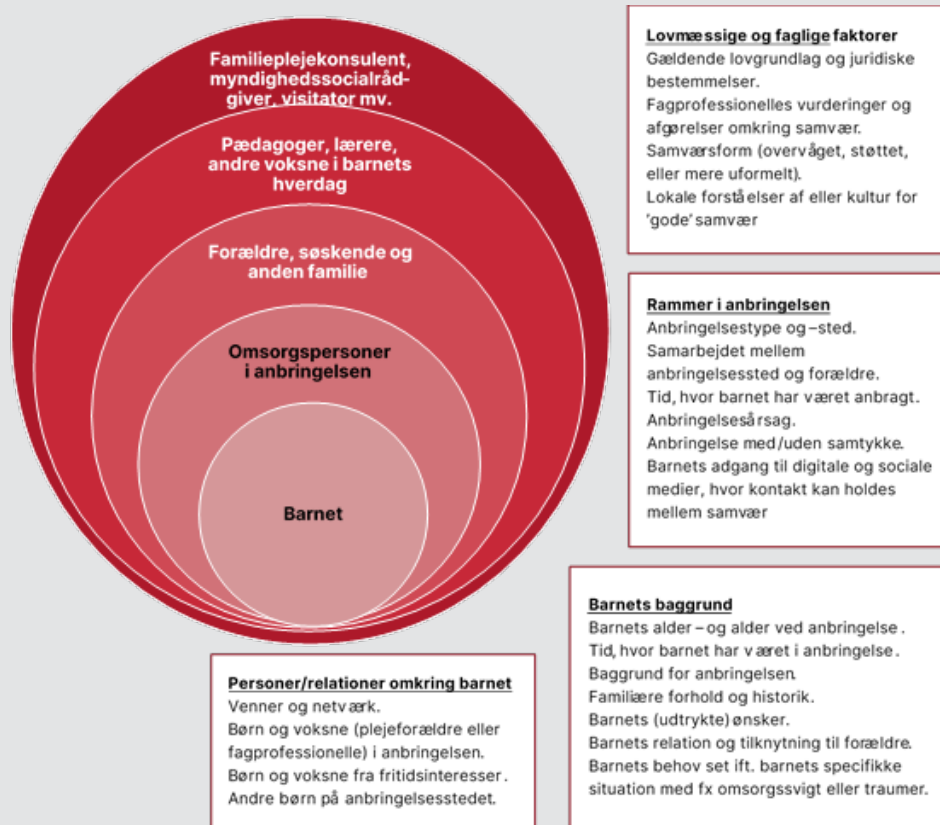 Familieplejekonsulent,
myndighedssocialråd-
giver, visitator mv.
Pædagoger, lærere,
andre voksne i barnets
hverdag
Forældre, søskende og
anden familie
Omsorgspersoner
i anbringelsen
Barnet
Lovmæssige og faglige faktorer
Gældende lovgrundlag og juridiske
bestemmelser.
Fagprofessionelles vurderinger og
afgørelser omkring samvær.
Samværsform (overvåget, støttet,
eller mere uformelt).
Lokale forståelser af eller kultur for
'gode' samvær
Rammer i anbringelsen
Anbringelsestype og –sted.
Samarbejdet mellem
anbringelsessted og forældre.
Tid, hvor barnet har været anbragt.
Anbringelsesårsag.
Anbringelse med/uden samtykke.
Barnets adgang til digitale og sociale
medier, hvor kontakt kan holdes
mellem samvær
Barnets baggrund
Barnets alder – og alder ved anbringelse.
Tid, hvor barnet har været i anbringelse.
Baggrund for anbringelsen.
Familiære forhold og historik.
Barnets (udtrykte) ønsker.
Barnets relation og tilknytning til forældre.
Barnets behov set ift. barnets specifikke
situation med fx omsorgssvigt eller traumer.
Personer/relationer omkring barnet
Venner og netværk.
Børn og voksne (plejeforældre eller
fagprofessionelle) i anbringelsen.
Børn og voksne fra fritidsinteresser.
Andre børn på anbringelsesstedet.